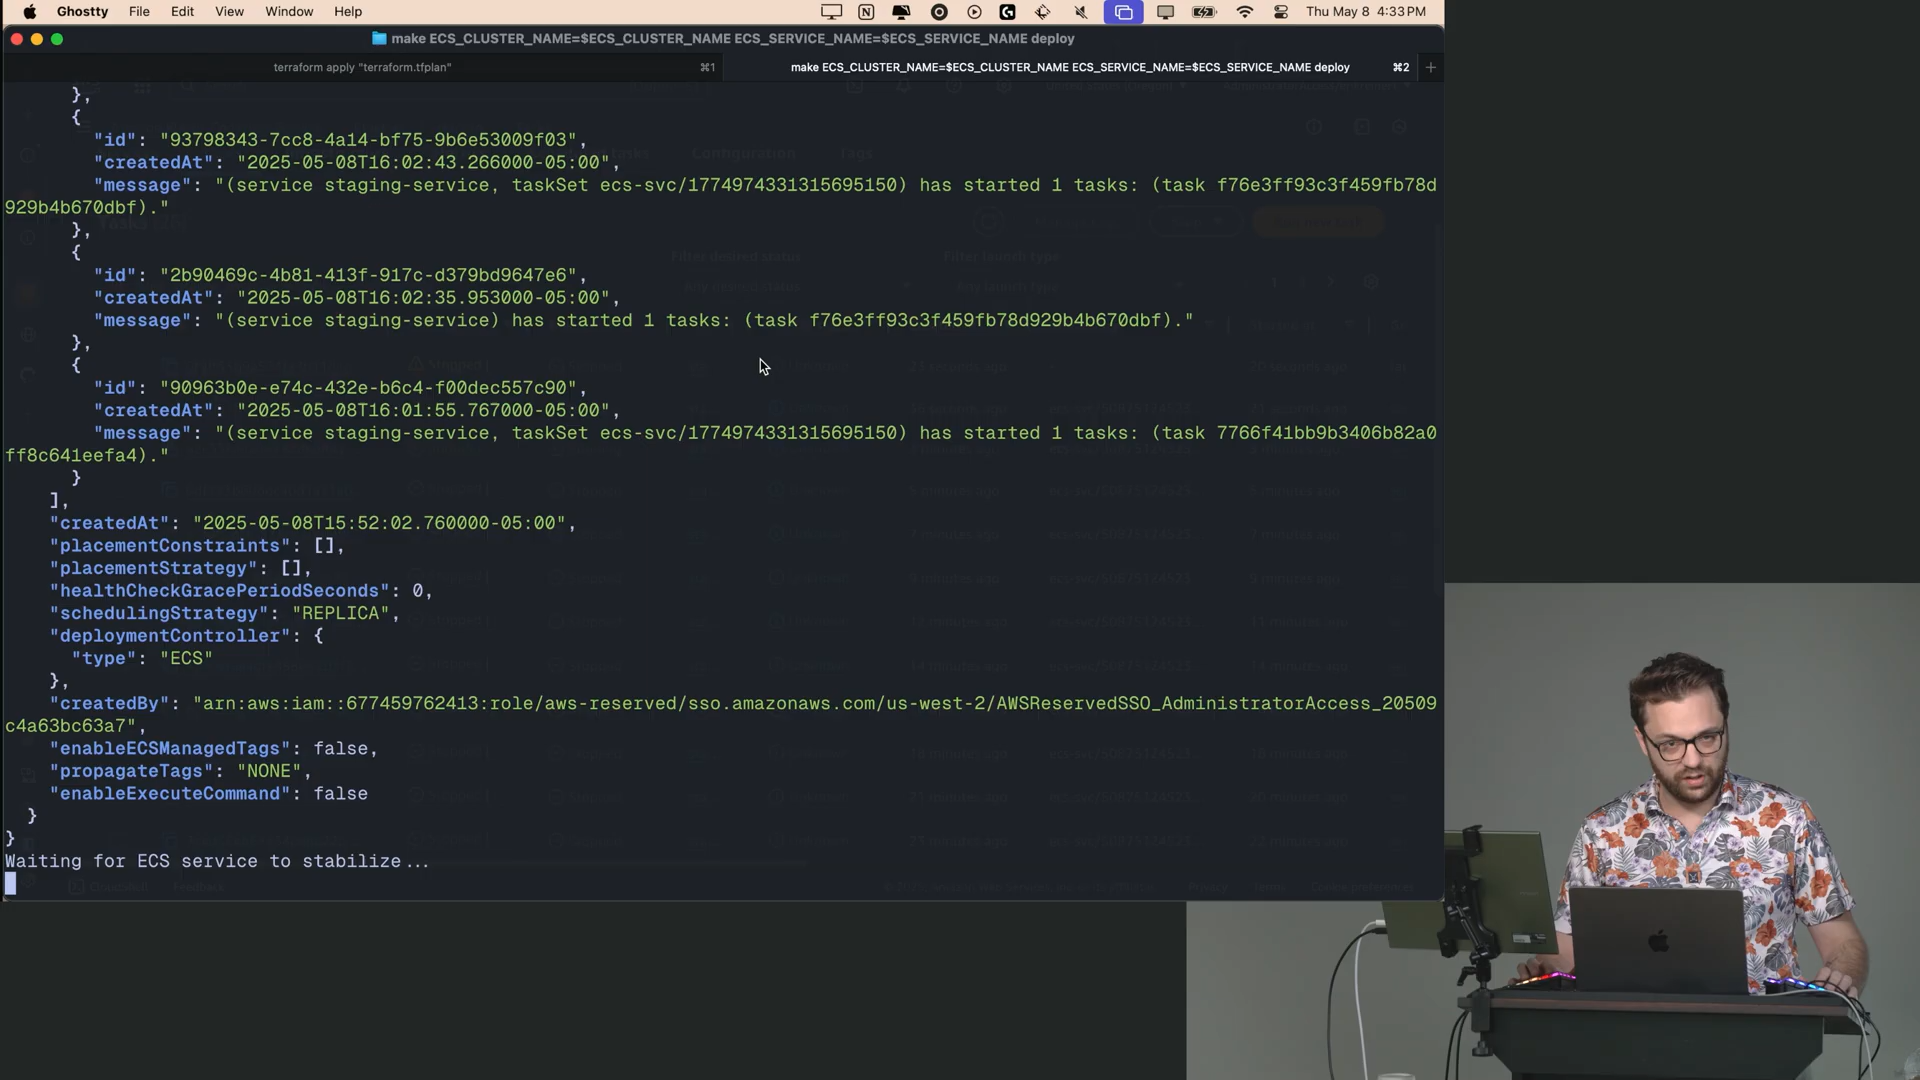 Ghostty File Edit View Window Help Thu May 8 4:33 PM
make ECS_CLUSTER_NAME=$ECS_CLUSTER_NAME ECS_SERVICE_NAME=$ECS_SERVICE_NAME deploy
terraform apply "terraform.tfplan" ⌘1 make ECS_CLUSTER_NAME=$ECS_CLUSTER_NAME ECS_SERVICE_NAME=$ECS_SERVICE_NAME deploy ⌘2 +
},
{
"id": "93798343-7cc8-4a14-bf75-9b6e53009f03",
"createdAt": "2025-05-08T16:02:43.266000-05:00",
"message": "(service staging-service, taskSet ecs-svc/1774974331315695150) has started 1 tasks: (task f76e3ff93c3f459fb78d
929b4b670dbf)."
},
{
"id": "2b90469c-4b81-413f-917c-d379bd9647e6",
"createdAt": "2025-05-08T16:02:35.953000-05:00",
"message": "(service staging-service) has started 1 tasks: (task f76e3ff93c3f459fb78d929b4b670dbf)."
},
{
"id": "90963b0e-e74c-432e-b6c4-f00dec557c90",
"createdAt": "2025-05-08T16:01:55.767000-05:00",
"message": "(service staging-service, taskSet ecs-svc/1774974331315695150) has started 1 tasks: (task 7766f41bb9b3406b82a0
ff8c641eefa4)."
}
],
"createdAt": "2025-05-08T15:52:02.760000-05:00",
"placementConstraints": [],
"placementStrategy": [],
"healthCheckGracePeriodSeconds": 0,
"schedulingStrategy": "REPLICA",
"deploymentController": {
"type": "ECS"
},
"createdBy": "arn:aws:iam::677459762413:role/aws-reserved/sso.amazonaws.com/us-west-2/AWSReservedSSO_AdministratorAccess_20509
c4a63bc63a7",
"enableECSManagedTags": false,
"propagateTags": "NONE",
"enableExecuteCommand": false
}
}
Waiting for ECS service to stabilize...